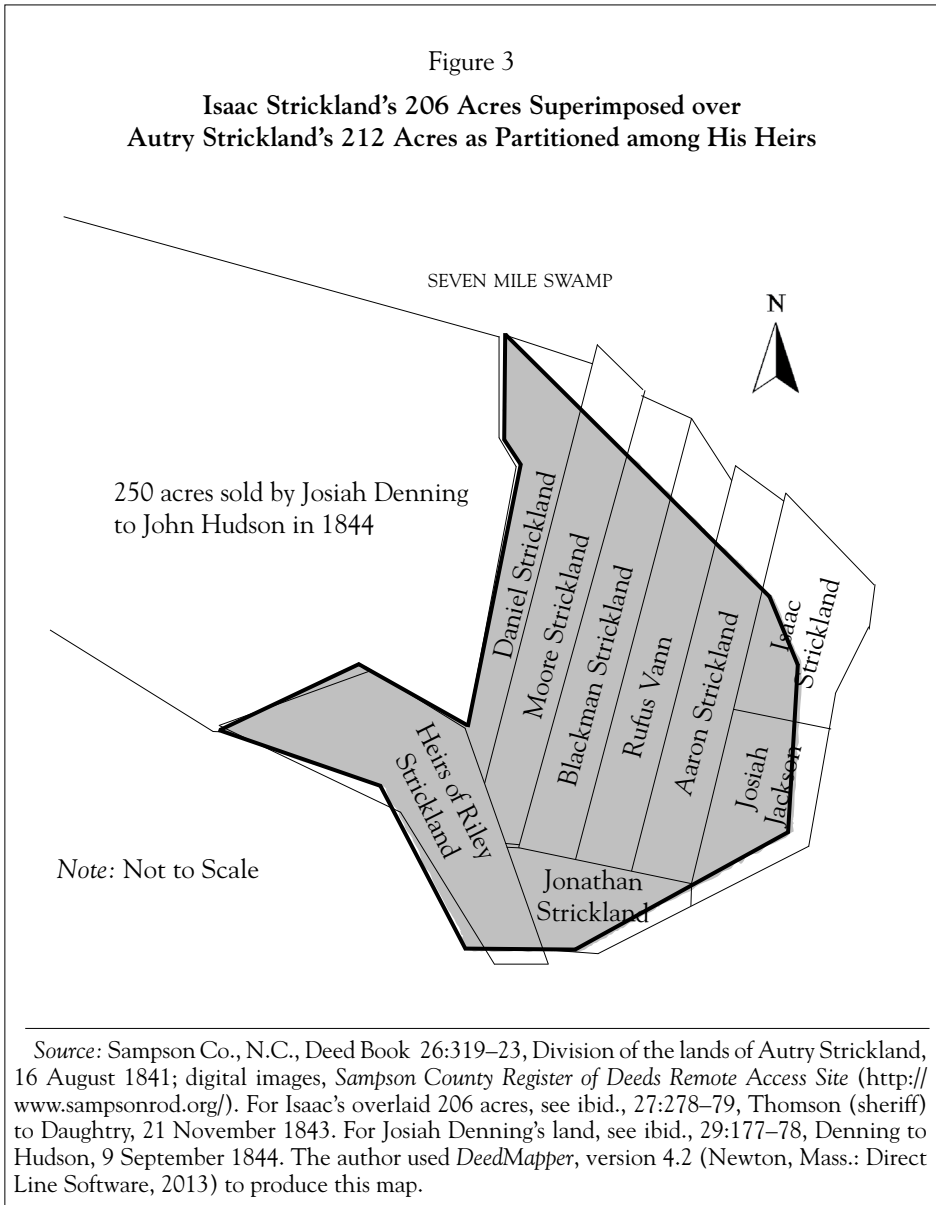 Figure 3
Isaac Strickland's 206 Acres Superimposed over
Autry Strickland's 212 Acres as Partitioned among His Heirs
SEVEN MILE SWAMP
N
250 acres sold by Josiah Denning
to John Hudson in 1844
Daniel Strickland
Moore Strickland
Blackman Strickland
Rufus Vann
Aaron Strickland
Isaac
Strickland
Josiah
Jackson
Heirs of Riley
Strickland
Jonathan
Strickland
Note: Not to Scale
Source: Sampson Co., N.C., Deed Book 26:319–23, Division of the lands of Autry Strickland,
16 August 1841; digital images, Sampson County Register of Deeds Remote Access Site (http://
www.sampsonrod.org/). For Isaac's overlaid 206 acres, see ibid., 27:278–79, Thomson (sheriff)
to Daughtry, 21 November 1843. For Josiah Denning's land, see ibid., 29:177–78, Denning to
Hudson, 9 September 1844. The author used DeedMapper, version 4.2 (Newton, Mass.: Direct
Line Software, 2013) to produce this map.